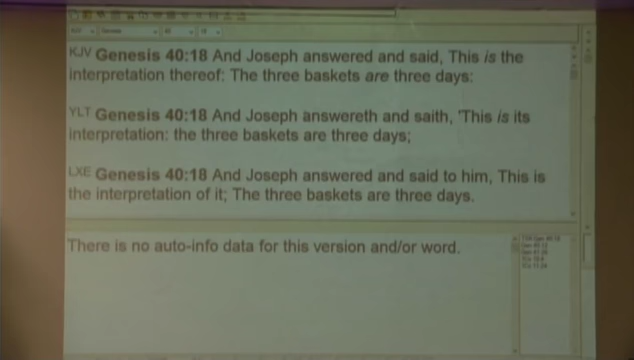 KJV Genesis 40:18 And Joseph answered and said, This is the
interpretation thereof: The three baskets are three days:
YLT Genesis 40:18 And Joseph answereth and saith, 'This is its
interpretation: the three baskets are three days;
LXE Genesis 40:18 And Joseph answered and said to him, This is
the interpretation of it; The three baskets are three days.
There is no auto-info data for this version and/or word.